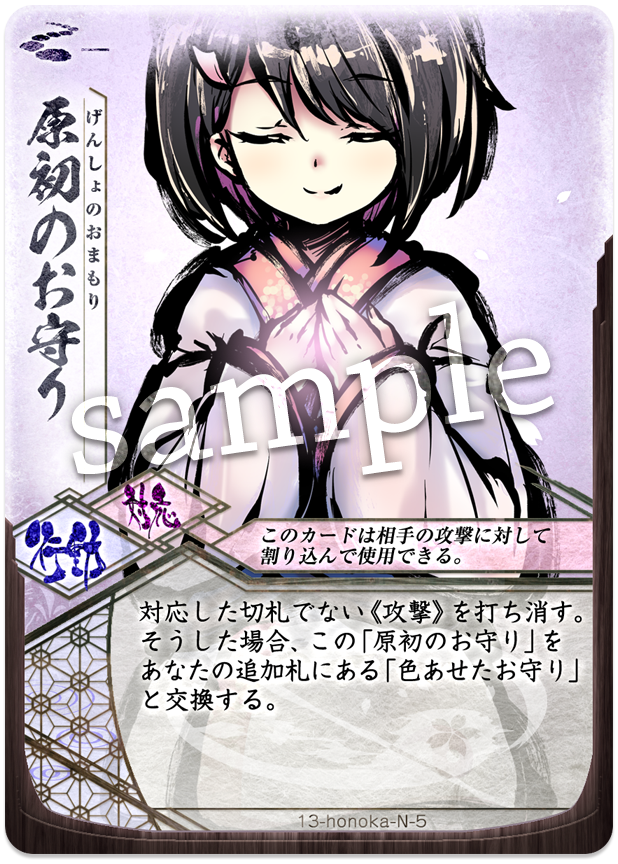 原初のお守り
げんしょのおまもり
sample
対応
行動
このカードは相手の攻撃に対して
割り込んで使用できる。
対応した切札でない《攻撃》を打ち消す。
そうした場合、この「原初のお守り」を
あなたの追加札にある「色あせたお守り」
と交換する。
13-honoka-N-5